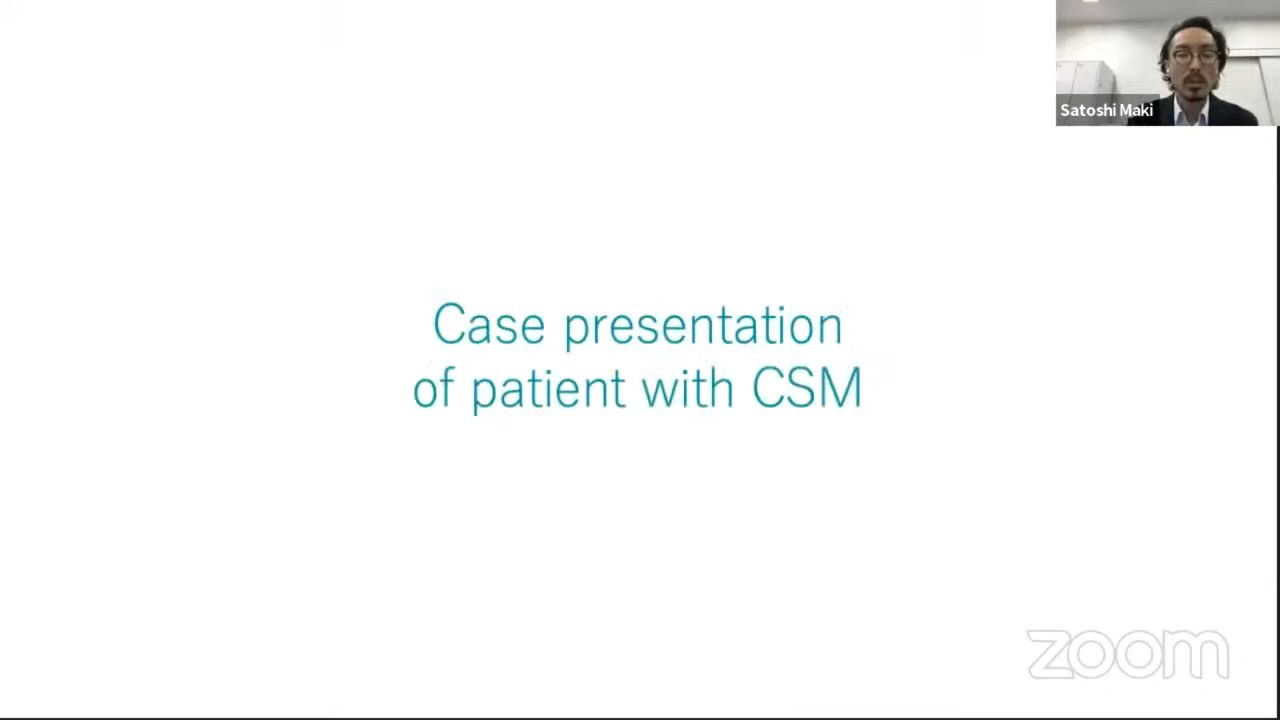 Satoshi Maki
Case presentation
of patient with CSM
zoom